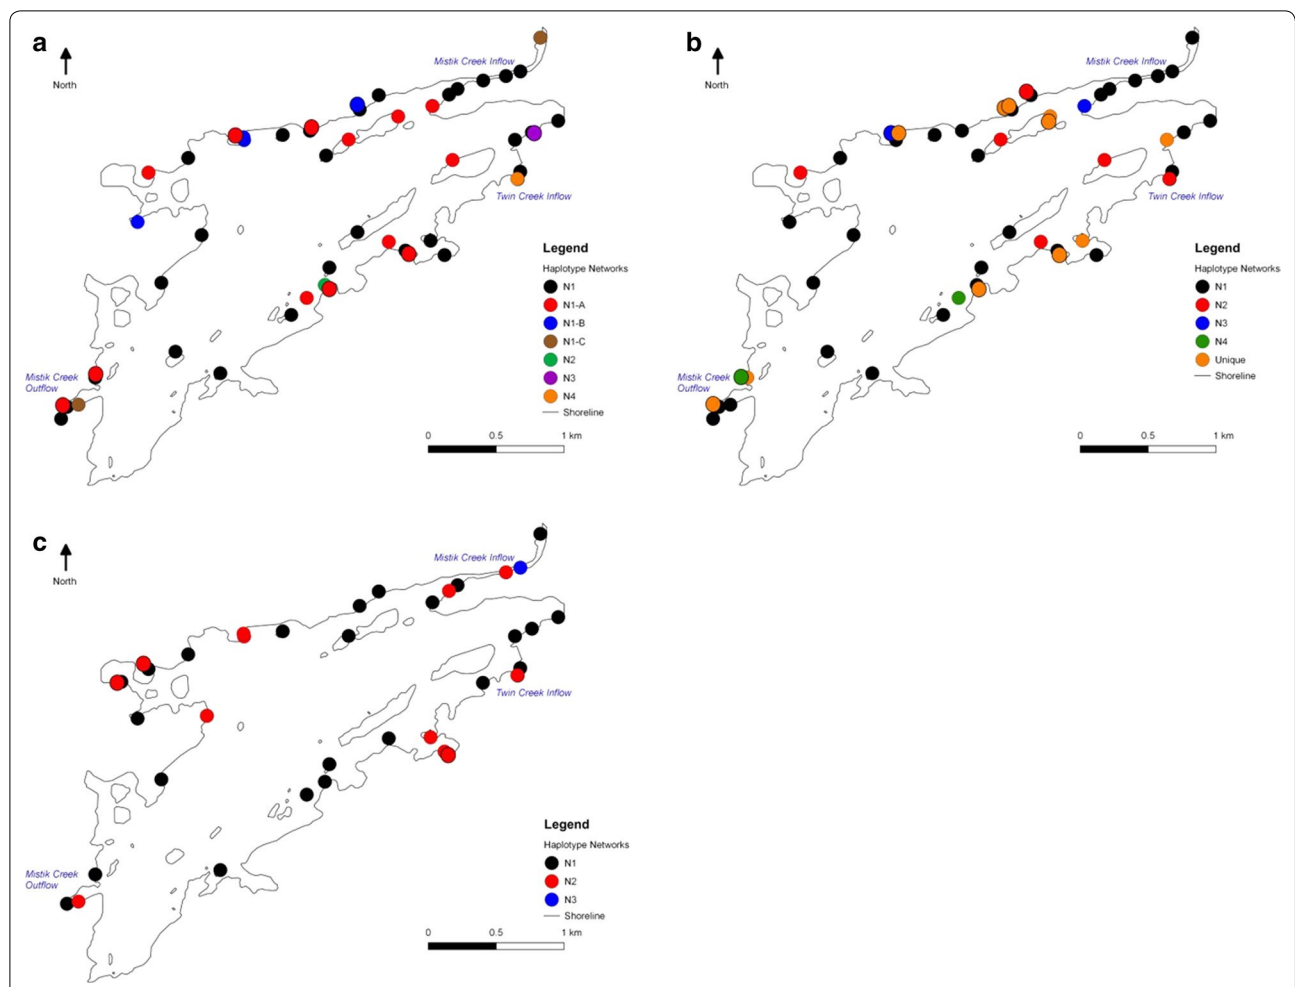 a
North
Mistik Creek Inflow
Twin Creek Inflow
Mistik Creek
Outflow
Legend
Haplotype Networks
N1
N1-A
N1-B
N1-C
N2
N3
N4
Shoreline
0 0.5 1 km
b
North
Mistik Creek Inflow
Twin Creek Inflow
Mistik Creek
Outflow
Legend
Haplotype Networks
N1
N2
N3
N4
Unique
Shoreline
0 0.5 1 km
c
North
Mistik Creek Inflow
Twin Creek Inflow
Mistik Creek
Outflow
Legend
Haplotype Networks
N1
N2
N3
Shoreline
0 0.5 1 km